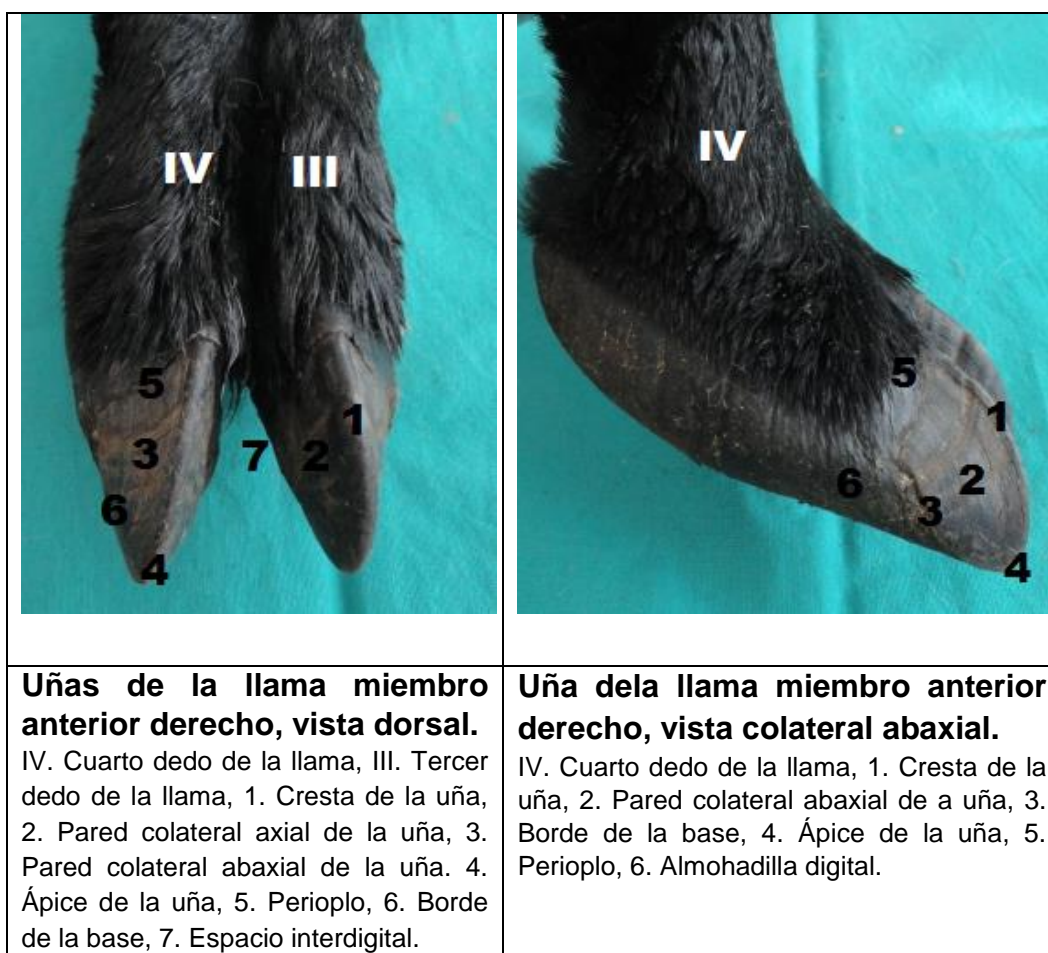 IV III
5
1
3 2 7
6
4
IV
5
1
2
6 3
4
Uñas de la llama miembro
anterior derecho, vista dorsal.
IV. Cuarto dedo de la llama, III. Tercer
dedo de la llama, 1. Cresta de la uña,
2. Pared colateral axial de la uña, 3.
Pared colateral abaxial de la uña. 4.
Ápice de la uña, 5. Perioplo, 6. Borde
de la base, 7. Espacio interdigital.
Uña dela llama miembro anterior
derecho, vista colateral abaxial.
IV. Cuarto dedo de la llama, 1. Cresta de la
uña, 2. Pared colateral abaxial de a uña, 3.
Borde de la base, 4. Ápice de la uña, 5.
Perioplo, 6. Almohadilla digital.